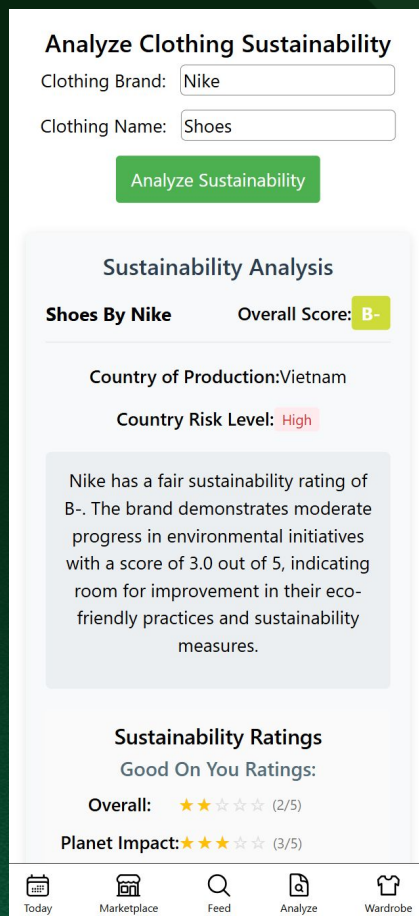 Analyze Clothing Sustainability
Clothing Brand: Nike
Clothing Name: Shoes
Analyze Sustainability
Sustainability Analysis
Shoes By Nike Overall Score: B-
Country of Production:Vietnam
Country Risk Level: High
Nike has a fair sustainability rating of
B-. The brand demonstrates moderate
progress in environmental initiatives
with a score of 3.0 out of 5, indicating
room for improvement in their eco-
friendly practices and sustainability
measures.
Sustainability Ratings
Good On You Ratings:
Overall: ★★☆☆☆ (2/5)
Planet Impact: ★★★☆☆ (3/5)
Today Marketplace Feed Analyze Wardrobe